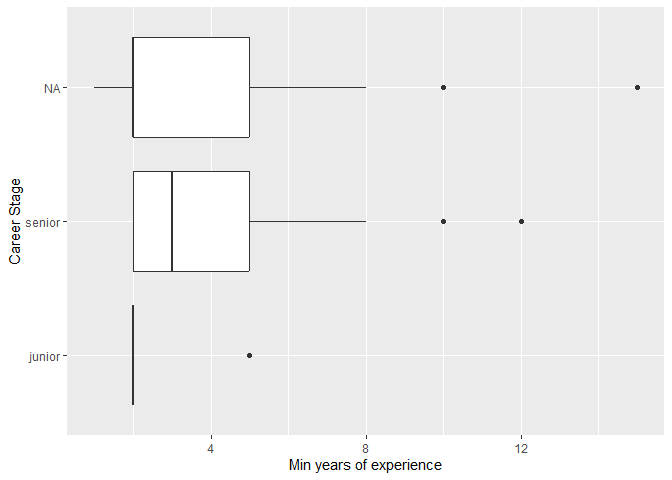 Career Stage
NA
senior
junior
4 8 12
Min years of experience